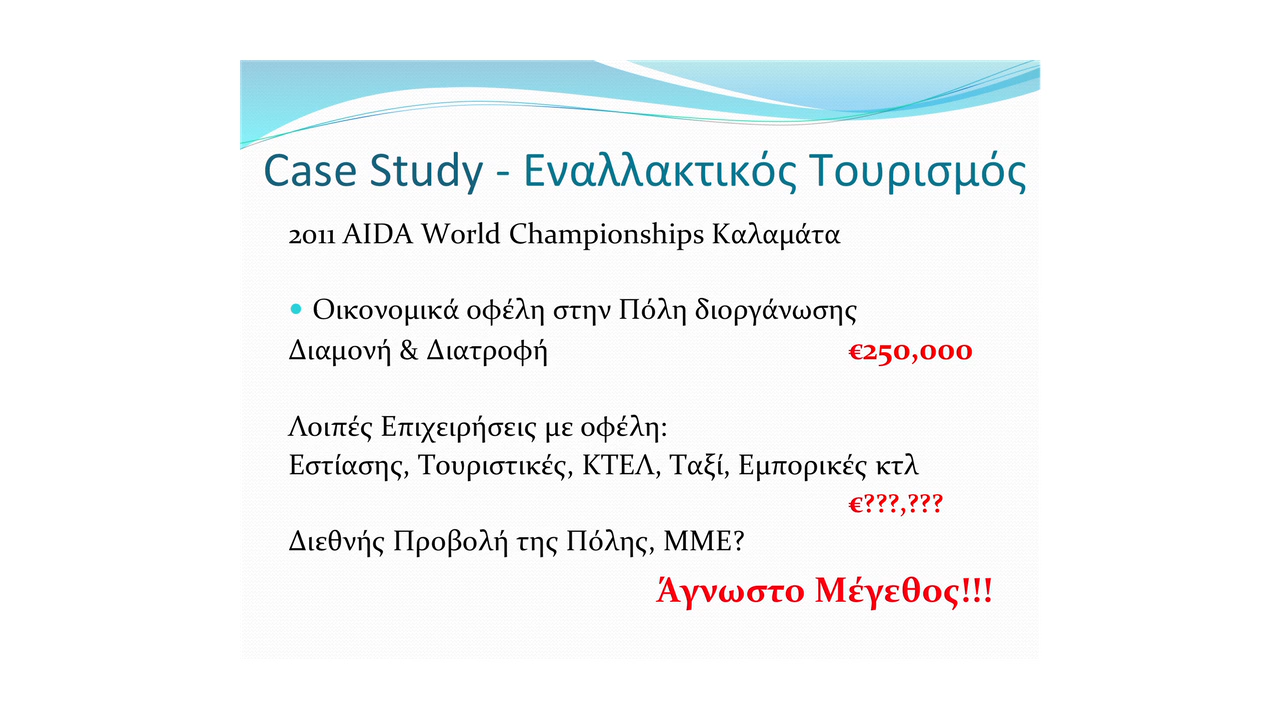 Case Study - Εναλλακτικός Τουρισμός
2011 AIDA World Championships Καλαμάτα
• Οικονομικά οφέλη στην Πόλη διοργάνωσης
Διαμονή & Διατροφή €250,000
Λοιπές Επιχειρήσεις με οφέλη:
Εστίασης, Τουριστικές, ΚΤΕΛ, Ταξί, Εμπορικές κτλ
€???,???
Διεθνής Προβολή της Πόλης, ΜΜΕ?
Άγνωστο Μέγεθος!!!